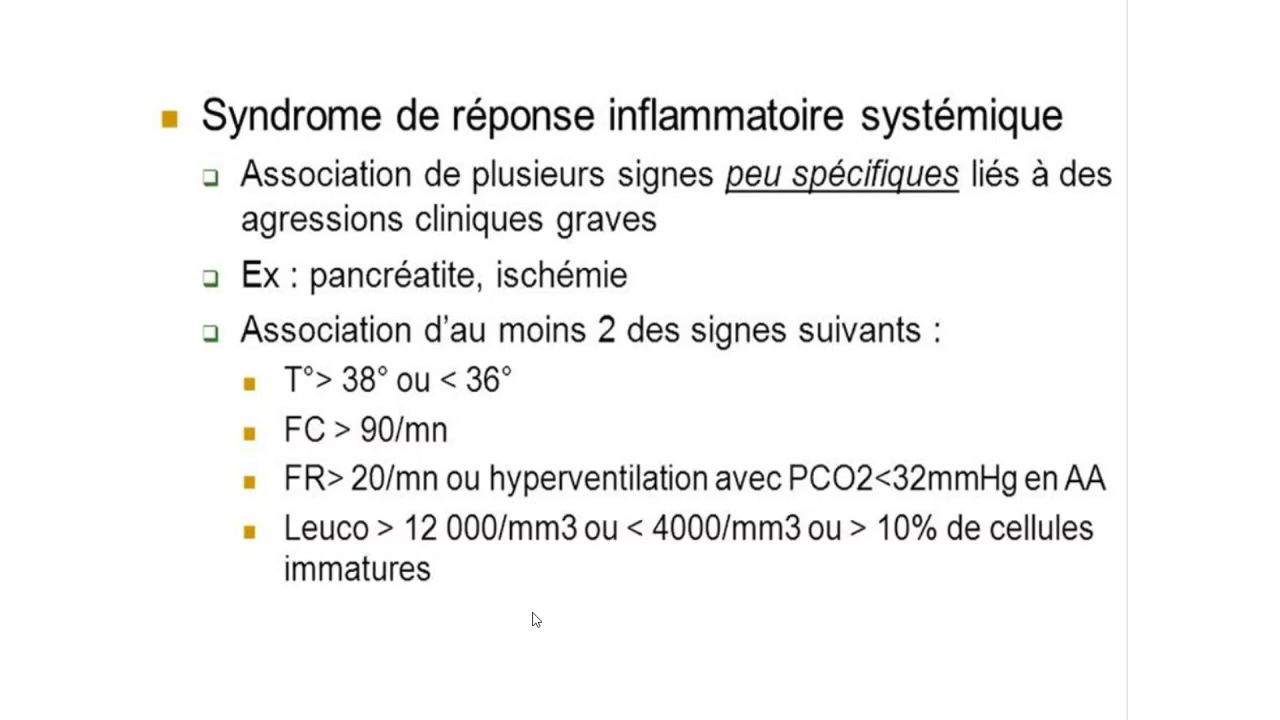 Syndrome de réponse inflammatoire systémique
Association de plusieurs signes peu spécifiques liés à des
agressions cliniques graves
Ex : pancréatite, ischémie
Association d'au moins 2 des signes suivants :
T°> 38° ou < 36°
FC > 90/mn
FR> 20/mn ou hyperventilation avec PCO2<32mmHg en AA
Leuco > 12 000/mm3 ou < 4000/mm3 ou > 10% de cellules
immatures